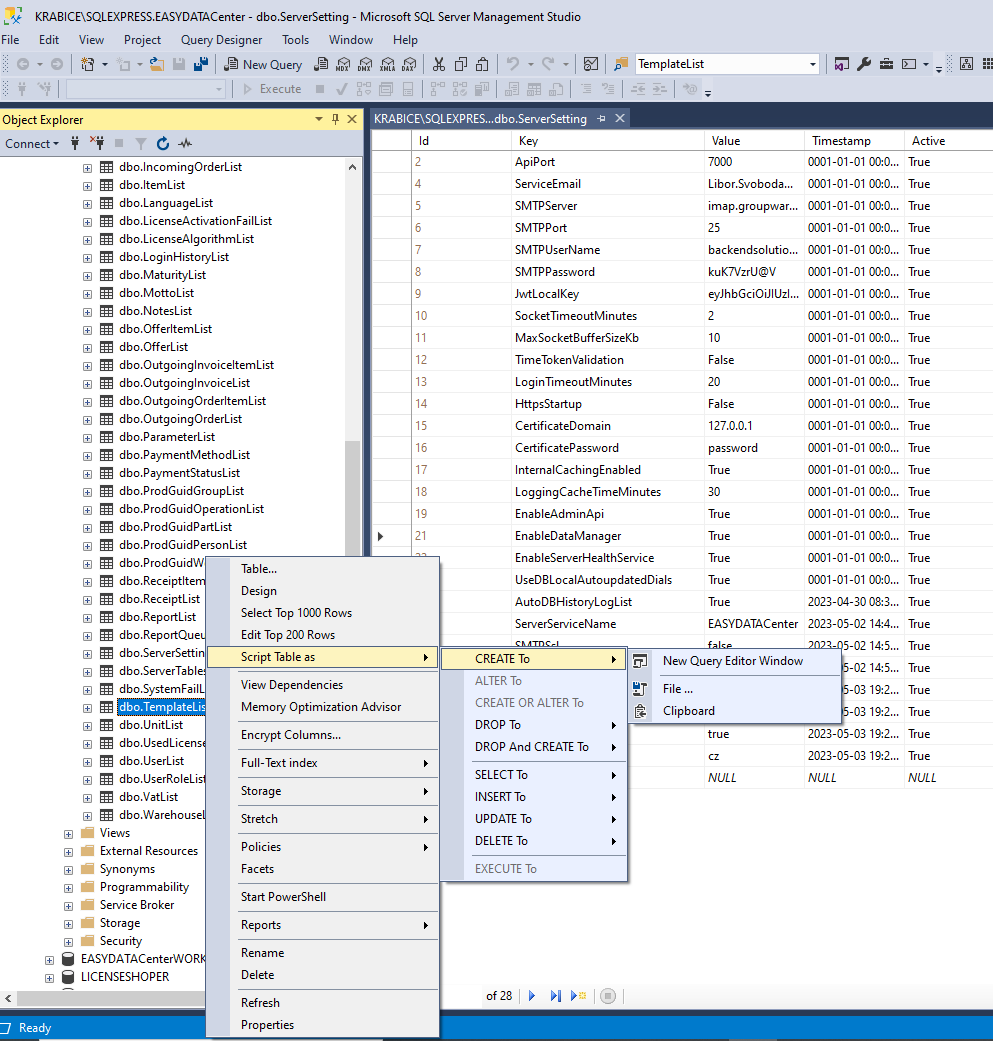 KRABICE\SQLEXPRESS.EASYDATACenter - dbo.ServerSetting - Microsoft SQL Server Management Studio
File Edit View Project Query Designer Tools Window Help
New Query MDX DMX XMLA DAX TemplateList
Execute
Object Explorer
Connect
dbo.IncomingOrderList
dbo.ItemList
dbo.LanguageList
dbo.LicenseActivationFailList
dbo.LicenseAlgorithmList
dbo.LoginHistoryList
dbo.MaturityList
dbo.MottoList
dbo.NotesList
dbo.OfferItemList
dbo.OfferList
dbo.OutgoingInvoiceItemList
dbo.OutgoingInvoiceList
dbo.OutgoingOrderItemList
dbo.OutgoingOrderList
dbo.ParameterList
dbo.PaymentMethodList
dbo.PaymentStatusList
dbo.ProdGuidGroupList
dbo.ProdGuidOperationList
dbo.ProdGuidPartList
dbo.ProdGuidPersonList
dbo.ProdGuidW
dbo.ReceiptItem
dbo.ReceiptList
dbo.ReportList
dbo.ReportQueu
dbo.ServerSettin
dbo.ServerTables
dbo.SystemFailL
dbo.TemplateLis
dbo.UnitList
dbo.UsedLicense
dbo.UserList
dbo.UserRoleList
dbo.VatList
dbo.WarehouseL
Views
External Resources
Synonyms
Programmability
Service Broker
Storage
Security
EASYDATACenterWORK
LICENSESHOPER
KRABICE\SQLEXPRES...dbo.ServerSetting
Id Key Value Timestamp Active
2 ApiPort 7000 0001-01-01 00:0... True
4 ServiceEmail Libor.Svoboda... 0001-01-01 00:0... True
5 SMTPServer imap.groupwar... 0001-01-01 00:0... True
6 SMTPPort 25 0001-01-01 00:0... True
7 SMTPUserName backendsolutio... 0001-01-01 00:0... True
8 SMTPPassword kuK7VzrU@V 0001-01-01 00:0... True
9 JwtLocalKey eyJhbGciOiJIUzI... 0001-01-01 00:0... True
10 SocketTimeoutMinutes 2 0001-01-01 00:0... True
11 MaxSocketBufferSizeKb 10 0001-01-01 00:0... True
12 TimeTokenValidation False 0001-01-01 00:0... True
13 LoginTimeoutMinutes 20 0001-01-01 00:0... True
14 HttpsStartup False 0001-01-01 00:0... True
15 CertificateDomain 127.0.0.1 0001-01-01 00:0... True
16 CertificatePassword password 0001-01-01 00:0... True
17 InternalCachingEnabled True 0001-01-01 00:0... True
18 LoggingCacheTimeMinutes 30 0001-01-01 00:0... True
19 EnableAdminApi True 0001-01-01 00:0... True
21 EnableDataManager True 0001-01-01 00:0... True
EnableServerHealthService True 0001-01-01 00:0... True
UseDBLocalAutoupdatedDials True 0001-01-01 00:0... True
AutoDBHistoryLogList True 2023-04-30 08:3... True
ServerServiceName EASYDATACenter 2023-05-02 14:4... True
SMTPSsl false 2023-05-02 14:5... True
02 14:5... True
03 19:2... True
03 19:2... True
true 2023-05-03 19:2... True
cz 2023-05-03 19:2... True
NULL NULL NULL
Table...
Design
Select Top 1000 Rows
Edit Top 200 Rows
Script Table as
View Dependencies
Memory Optimization Advisor
Encrypt Columns...
Full-Text index
Storage
Stretch
Policies
Facets
Start PowerShell
Reports
Rename
Delete
Refresh
Properties
CREATE To
ALTER To
CREATE OR ALTER To
DROP To
DROP And CREATE To
SELECT To
INSERT To
UPDATE To
DELETE To
EXECUTE To
New Query Editor Window
File ...
Clipboard
of 28
Ready